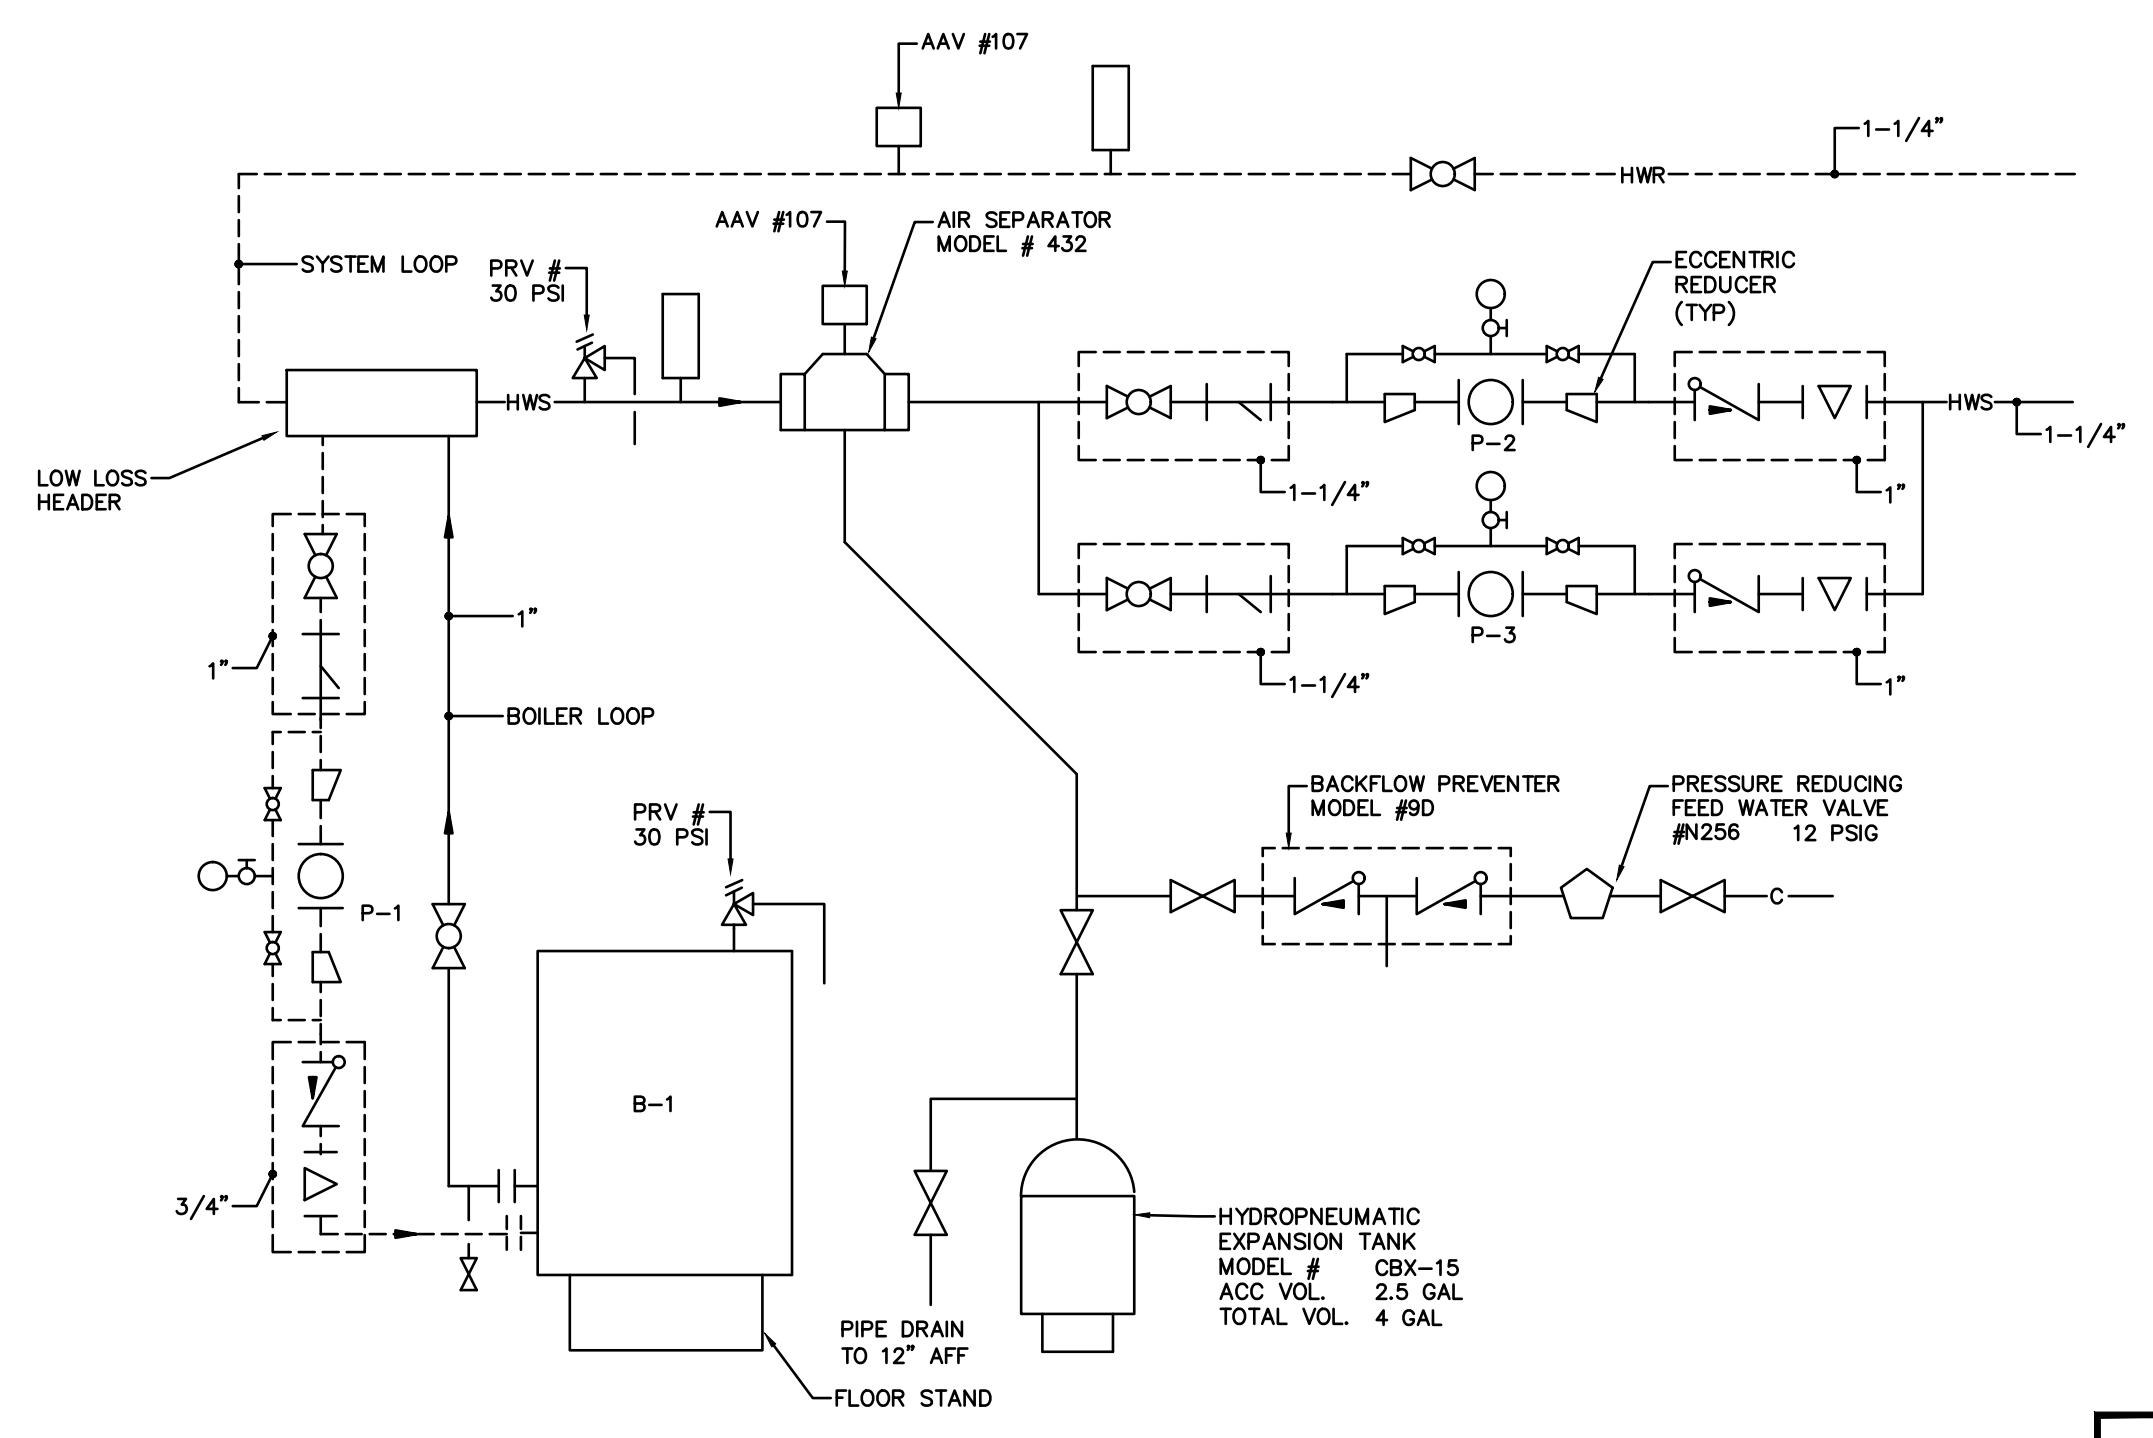 AAV #107
1-1/4"
HWR
AAV #107
AIR SEPARATOR
MODEL # 432
SYSTEM LOOP
PRV #
30 PSI
ECCENTRIC
REDUCER
(TYP)
HWS
HWS
1-1/4"
P-2
LOW LOSS
HEADER
1-1/4"
1"
1"
P-3
1"
1-1/4"
1"
BOILER LOOP
BACKFLOW PREVENTER
MODEL #9D
PRESSURE REDUCING
FEED WATER VALVE
#N256 12 PSIG
PRV #
30 PSI
C
P-1
B-1
3/4"
HYDROPNEUMATIC
EXPANSION TANK
MODEL # CBX-15
ACC VOL. 2.5 GAL
TOTAL VOL. 4 GAL
PIPE DRAIN
TO 12" AFF
FLOOR STAND